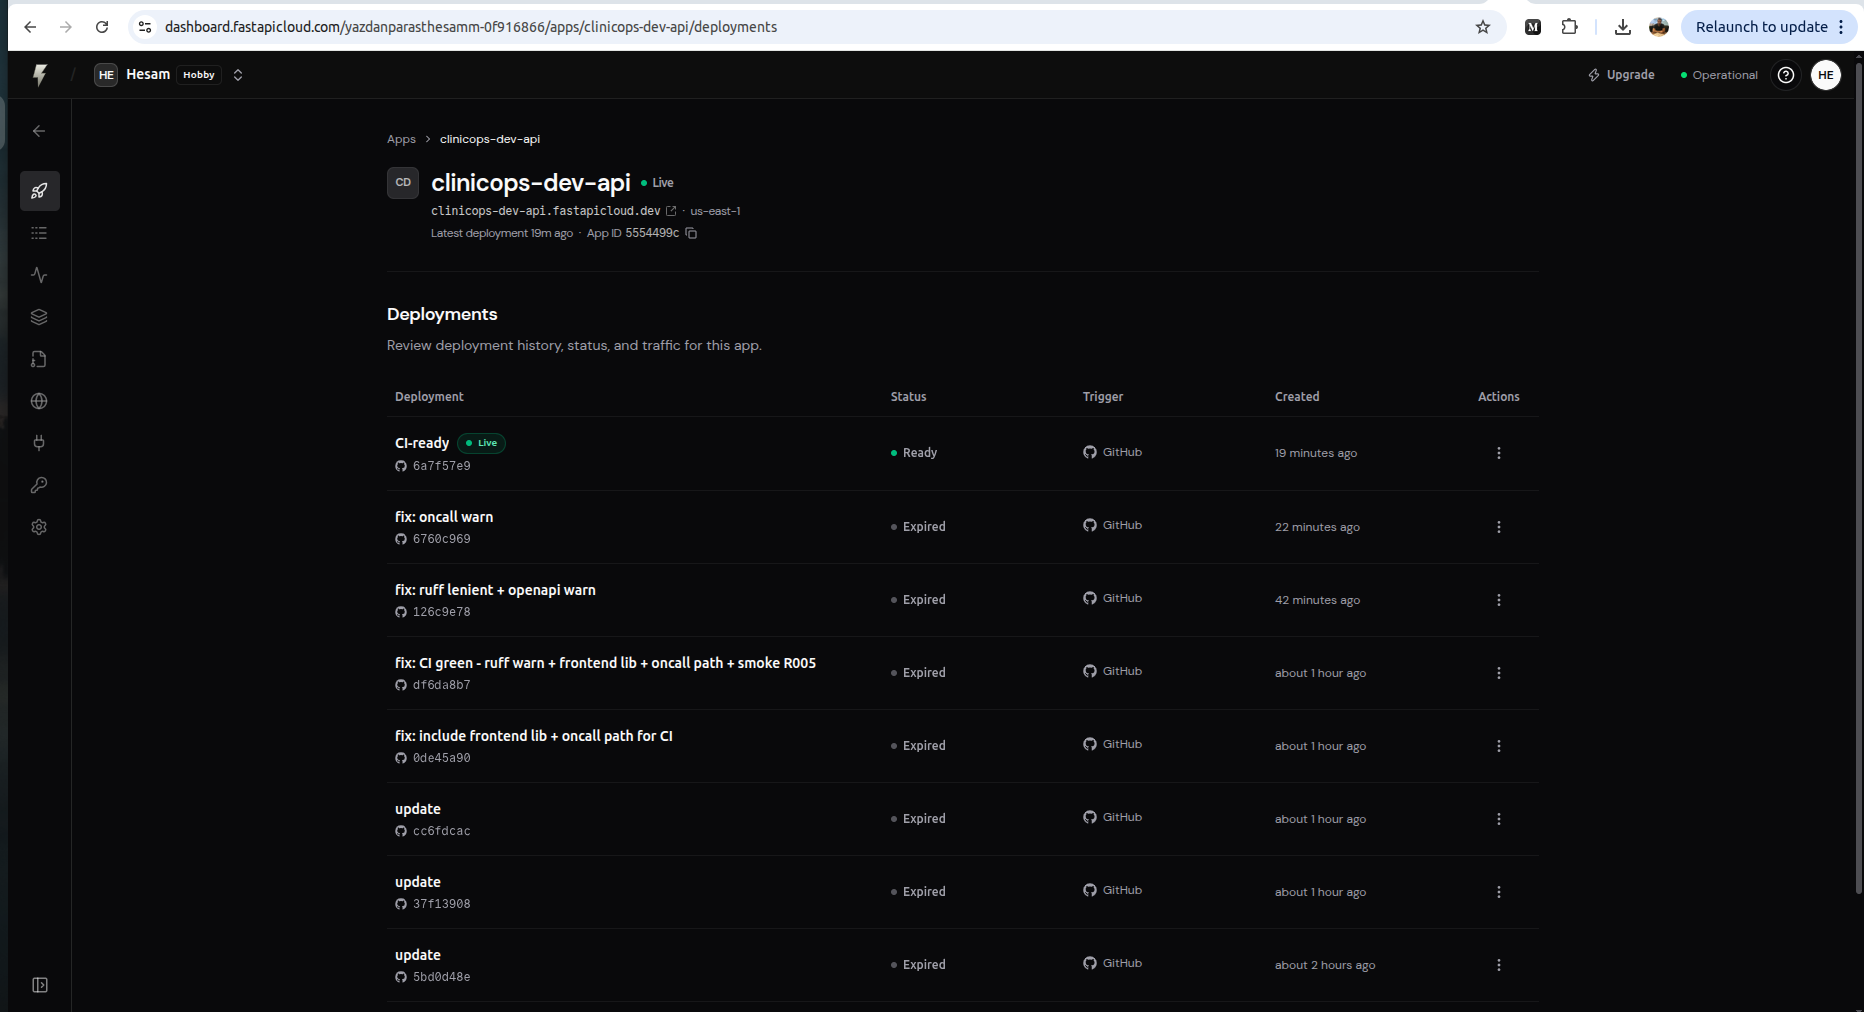 dashboard.fastapicloud.com/yazdanparasthesamm-0f916866/apps/clinicops-dev-api/deployments
M
Relaunch to update
HE Hesam Hobby
Upgrade
Operational
HE
Apps > clinicops-dev-api
CD
clinicops-dev-api Live
clinicops-dev-api.fastapicloud.dev · us-east-1
Latest deployment 19m ago · App ID 5554499c
Deployments
Review deployment history, status, and traffic for this app.
Deployment Status Trigger Created Actions
CI-ready Live
6a7f57e9
Ready GitHub 19 minutes ago
fix: oncall warn
6760c969
Expired GitHub 22 minutes ago
fix: ruff lenient + openapi warn
126c9e78
Expired GitHub 42 minutes ago
fix: CI green - ruff warn + frontend lib + oncall path + smoke R005
df6da8b7
Expired GitHub about 1 hour ago
fix: include frontend lib + oncall path for CI
0de45a90
Expired GitHub about 1 hour ago
update
cc6fdcac
Expired GitHub about 1 hour ago
update
37f13908
Expired GitHub about 1 hour ago
update
5bd0d48e
Expired GitHub about 2 hours ago